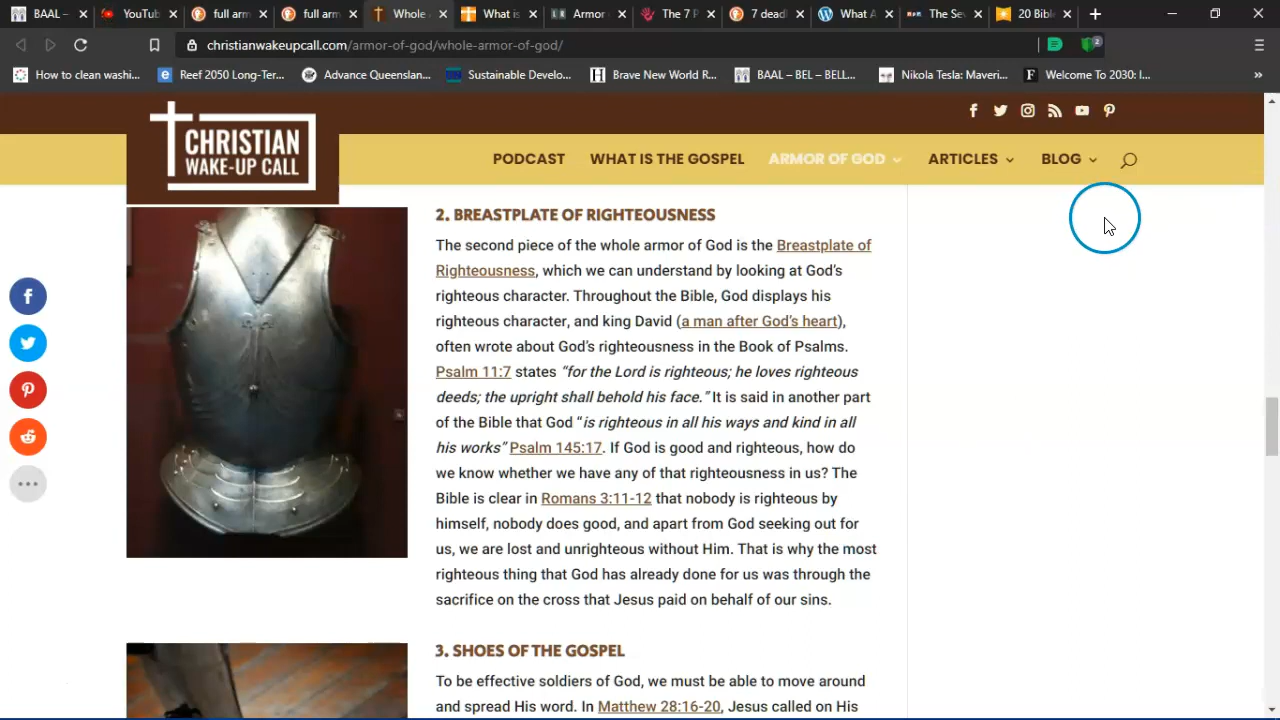 BAAL –
YouTub
full arm
full arm
Whole
What is
Armor
The 7 P
7 deadl
What A
The Se
20 Bibl
christianwakeupcall.com/armor-of-god/whole-armor-of-god/
2
How to clean washi...
Reef 2050 Long-Ter...
Advance Queenslan...
Sustainable Develo...
Brave New World R...
BAAL – BEL – BELL...
Nikola Tesla: Maveri...
Welcome To 2030: I...
CHRISTIAN
WAKE-UP CALL
PODCAST WHAT IS THE GOSPEL ARMOR OF GOD ARTICLES BLOG
2. BREASTPLATE OF RIGHTEOUSNESS
The second piece of the whole armor of God is the Breastplate of
Righteousness, which we can understand by looking at God's
righteous character. Throughout the Bible, God displays his
righteous character, and king David (a man after God's heart),
often wrote about God's righteousness in the Book of Psalms.
Psalm 11:7 states “for the Lord is righteous; he loves righteous
deeds; the upright shall behold his face.” It is said in another part
of the Bible that God “is righteous in all his ways and kind in all
his works” Psalm 145:17. If God is good and righteous, how do
we know whether we have any of that righteousness in us? The
Bible is clear in Romans 3:11-12 that nobody is righteous by
himself, nobody does good, and apart from God seeking out for
us, we are lost and unrighteous without Him. That is why the most
righteous thing that God has already done for us was through the
sacrifice on the cross that Jesus paid on behalf of our sins.
3. SHOES OF THE GOSPEL
To be effective soldiers of God, we must be able to move around
and spread His word. In Matthew 28:16-20, Jesus called on His